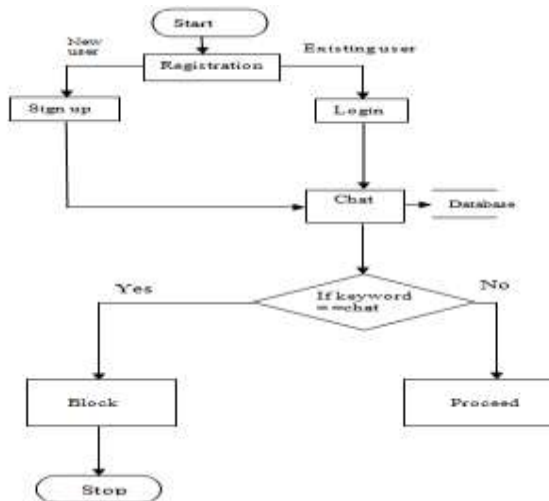 Start
New
user
Existing user
Registration
Sign up
Login
Chat
Database
Yes
No
If keyword
==chat
Block
Proceed
Stop